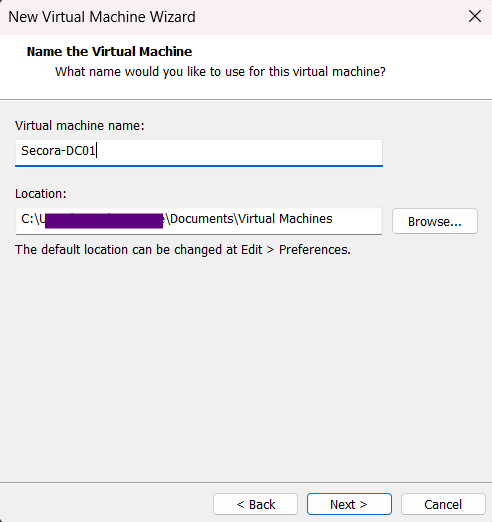 New Virtual Machine Wizard
Name the Virtual Machine
What name would you like to use for this virtual machine?
Virtual machine name:
Secora-DC01
Location:
C:\U e\Documents\Virtual Machines
Browse...
The default location can be changed at Edit > Preferences.
< Back
Next >
Cancel